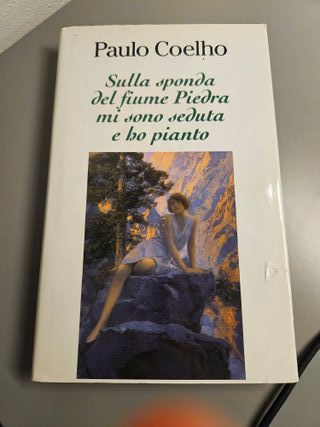 Paulo Coelho
Sulla sponda
del fiume Piedra
mi sono seduta
e ho pianto